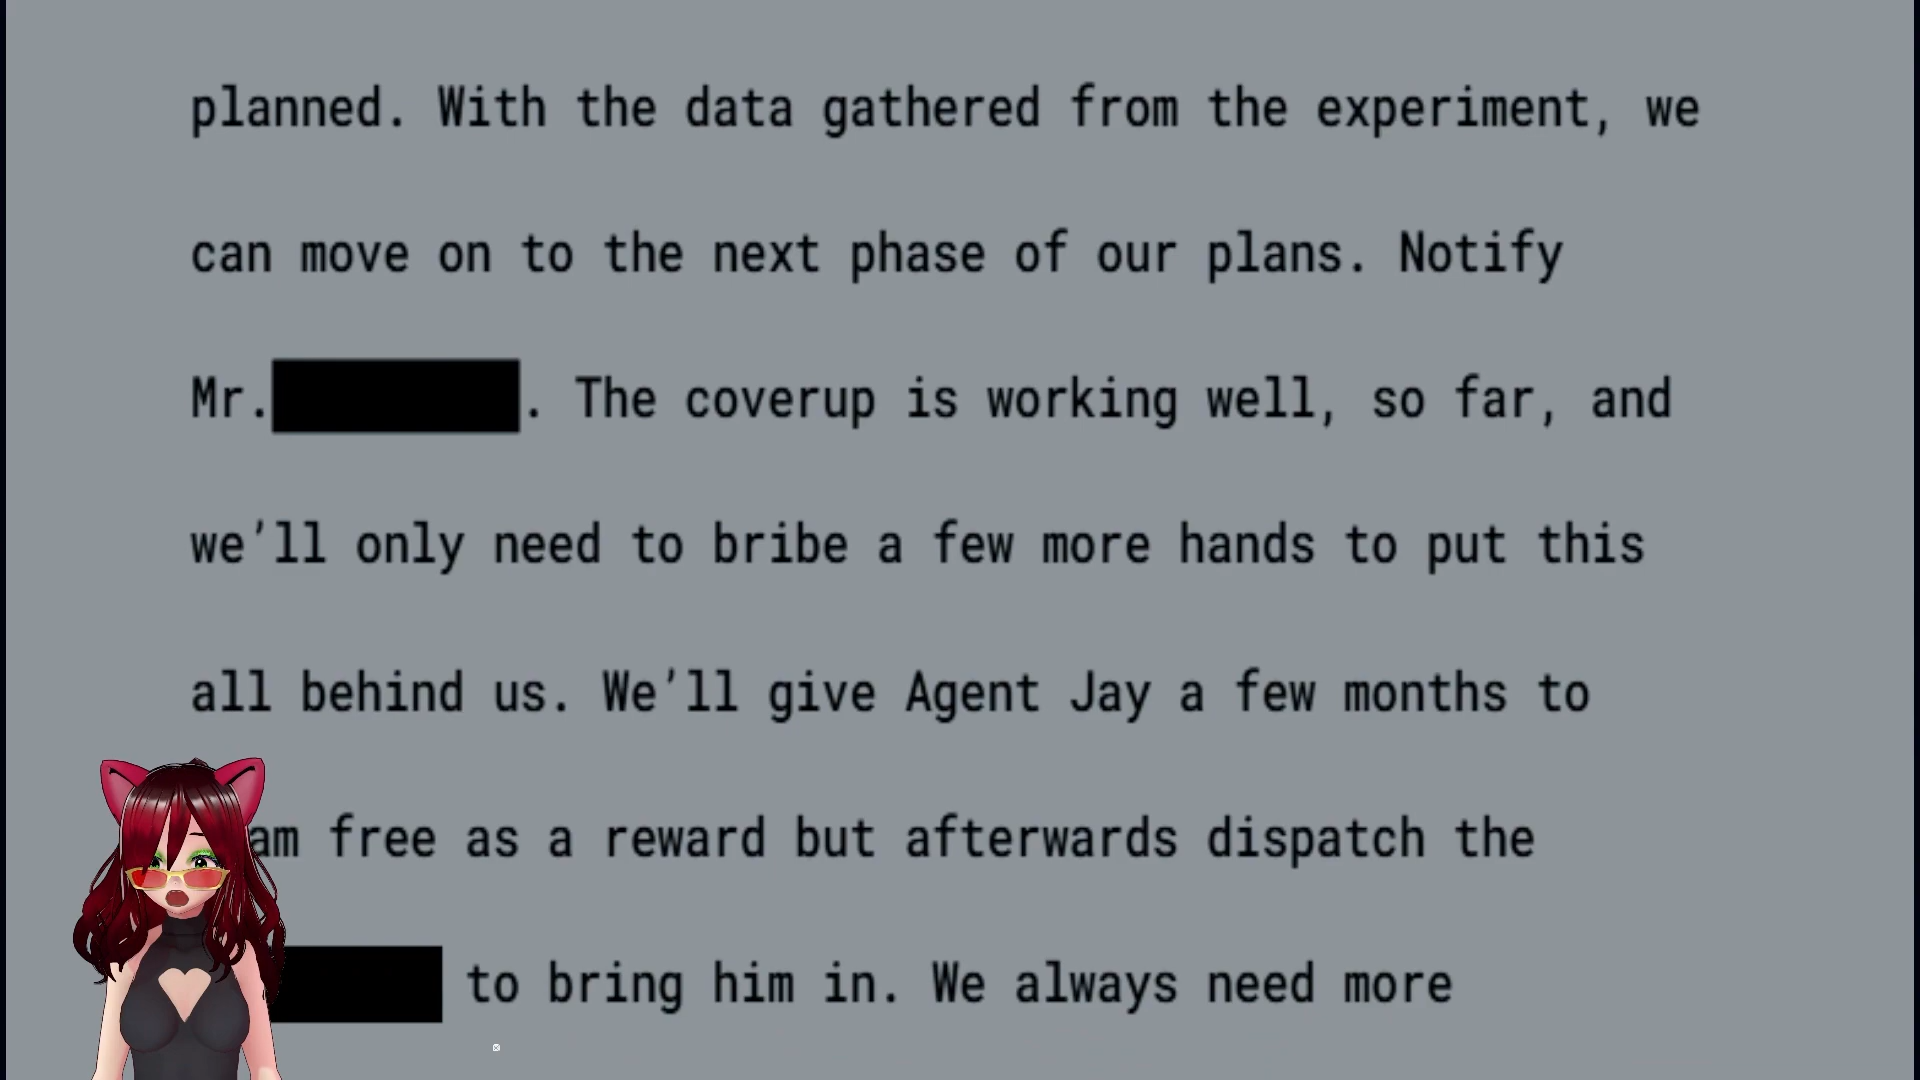 planned. With the data gathered from the experiment, we
can move on to the next phase of our plans. Notify
Mr. . The coverup is working well, so far, and
we'll only need to bribe a few more hands to put this
all behind us. We'll give Agent Jay a few months to
free as a reward but afterwards dispatch the
to bring him in. We always need more